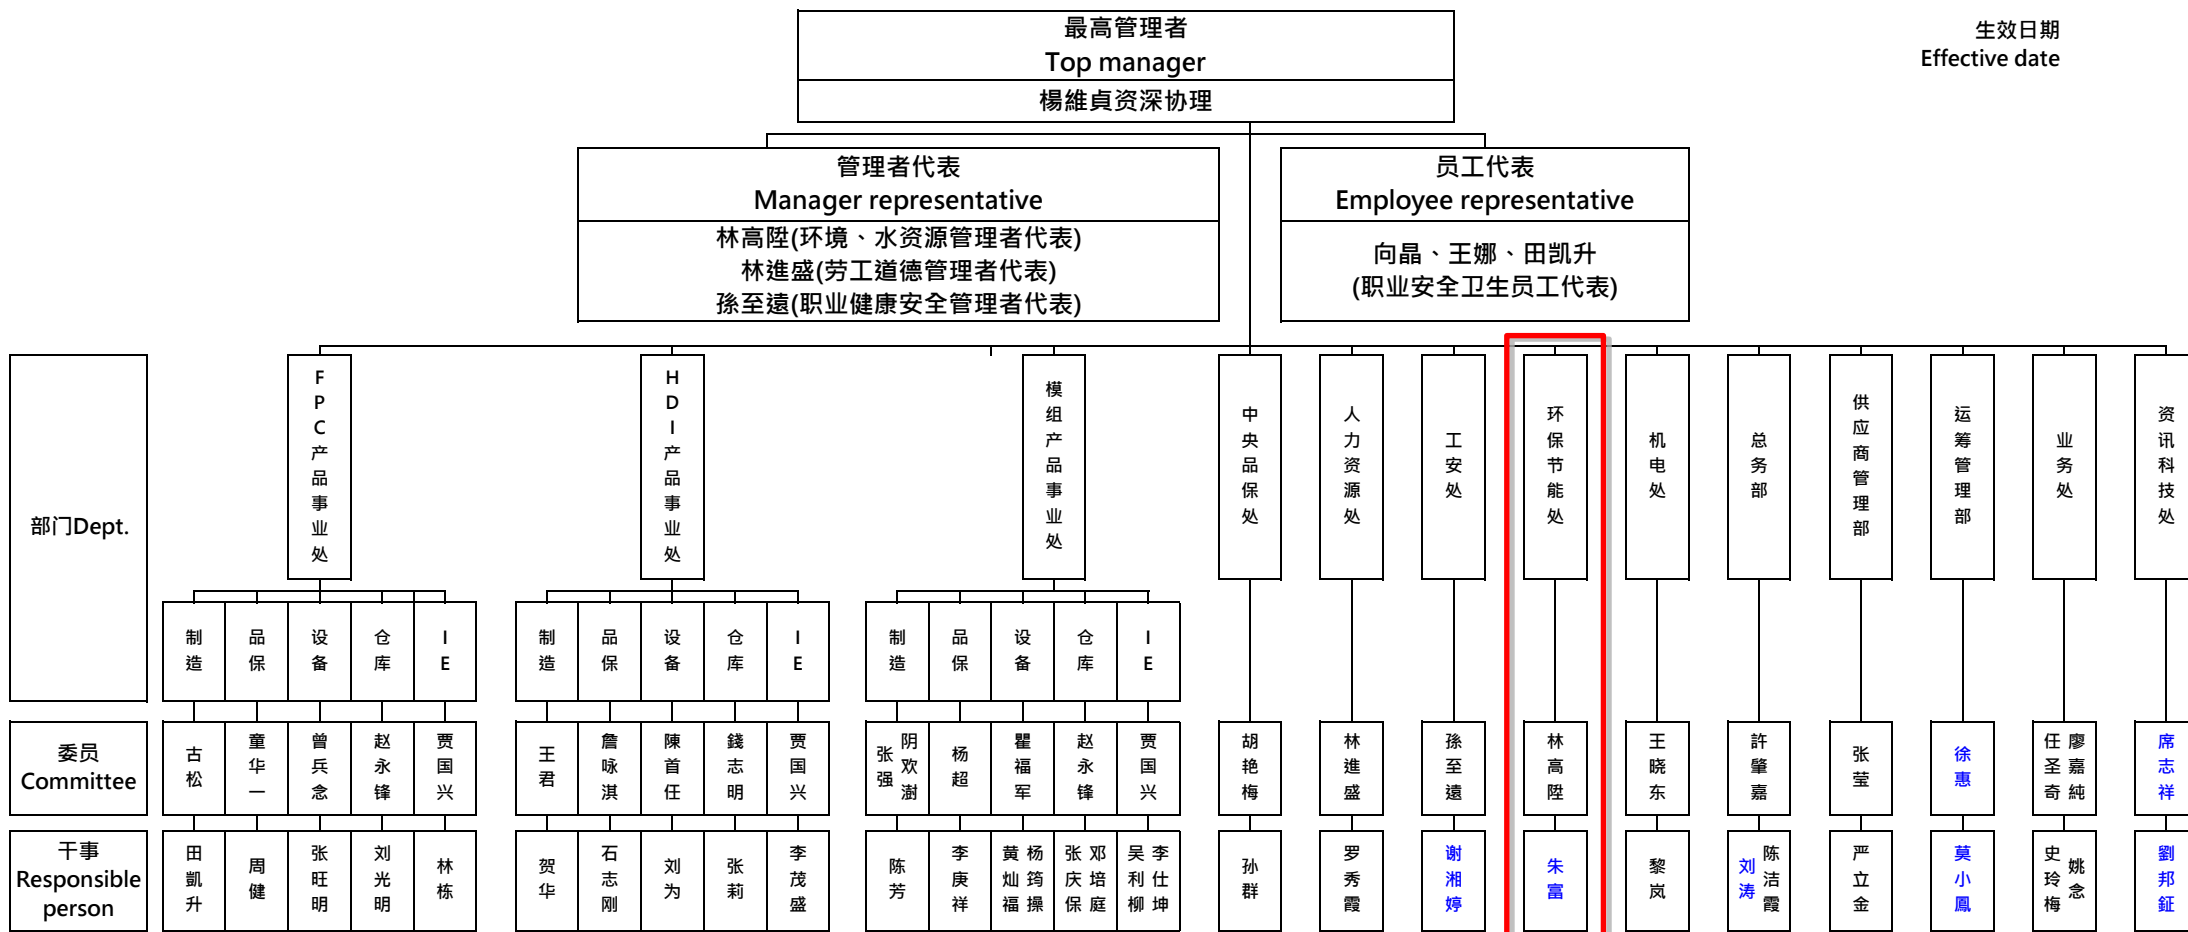 最高管理者
Top manager
楊維貞资深协理
生效日期
Effective date
管理者代表
Manager representative
林高陞(环境、水资源管理者代表)
林進盛(劳工道德管理者代表)
孫至遠(职业健康安全管理者代表)
员工代表
Employee representative
向晶、王娜、田凯升
(职业安全卫生员工代表)
部门Dept.
FPC产品事业处
HDI产品事业处
模组产品事业处
中央品保处
人力资源处
工安处
环保节能处
机电处
总务部
供应商管理部
运筹管理部
业务处
资讯科技处
制造
品保
设备
仓库
IE
制造
品保
设备
仓库
IE
制造
品保
设备
仓库
IE
委员
Committee
古松
童华一
曾兵念
赵永锋
贾国兴
王君
詹咏淇
陳首任
錢志明
贾国兴
张强
阴欢澍
杨超
瞿福军
赵永锋
贾国兴
胡艳梅
林進盛
孫至遠
林高陞
王晓东
許肇嘉
张莹
徐惠
任圣奇
廖嘉純
席志祥
干事
Responsible
person
田凱升
周健
张旺明
刘光明
林栋
贺华
石志刚
刘为
张莉
李茂盛
陈芳
李庚祥
黄灿福
杨筠操
张庆保
邓培庭
吴利柳
李仕坤
孙群
罗秀霞
谢湘婷
朱富
黎岚
刘涛
陈洁霞
严立金
莫小鳳
史玲梅
姚念
劉邦鉦